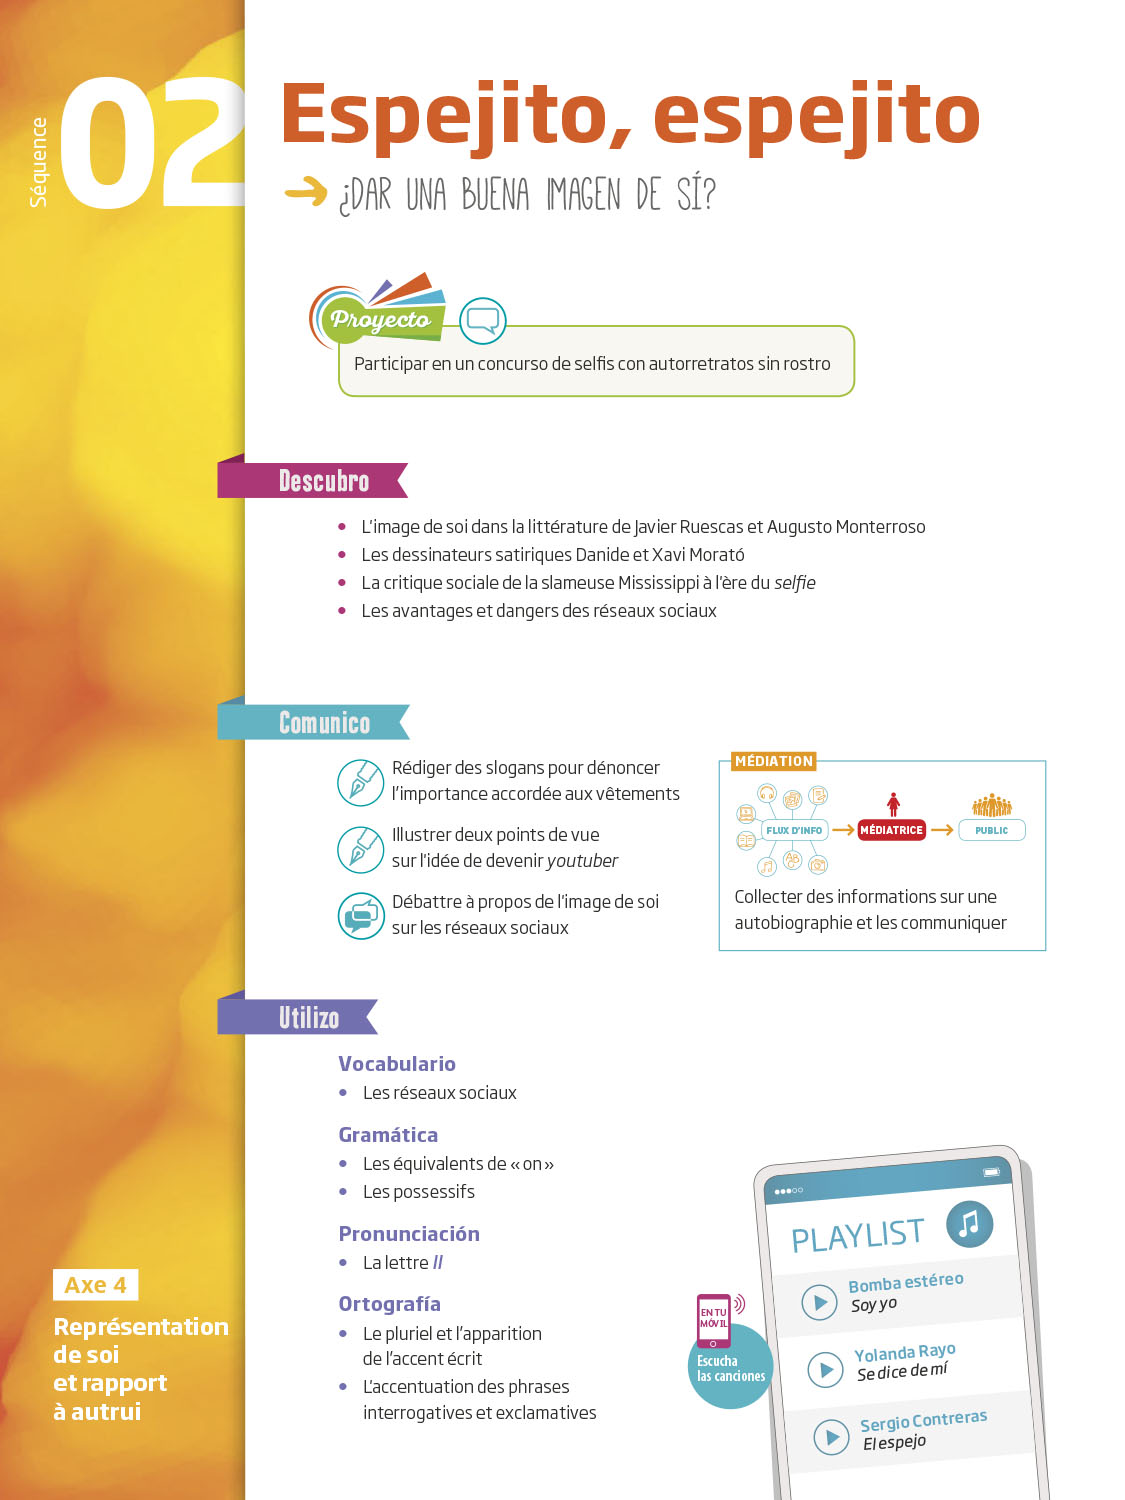 Séquence
02
Espejito, espejito
¿DAR UNA BUENA IMAGEN DE SÍ?
Proyecto
Participar en un concurso de selfis con autorretratos sin rostro
Descubro
• L'image de soi dans la littérature de Javier Ruescas et Augusto Monterroso
• Les dessinateurs satiriques Danide et Xavi Morató
• La critique sociale de la slameuse Mississippi à l'ère du selfie
• Les avantages et dangers des réseaux sociaux
Comunico
Rédiger des slogans pour dénoncer
l'importance accordée aux vêtements
Illustrer deux points de vue
sur l'idée de devenir youtuber
Débattre à propos de l'image de soi
sur les réseaux sociaux
MÉDIATION
FLUX D'INFO
MÉDIATRICE
PUBLIC
ABC
Collecter des informations sur une
autobiographie et les communiquer
Utilizo
Vocabulario
• Les réseaux sociaux
Gramática
• Les équivalents de « on »
• Les possessifs
Pronunciación
• La lettre ll
Ortografía
• Le pluriel et l'apparition
de l'accent écrit
• L'accentuation des phrases
interrogatives et exclamatives
Axe 4
Représentation
de soi
et rapport
à autrui
EN TU
MÓVIL
Escucha
las canciones
PLAYLIST
Bomba estéreo
Soy yo
Yolanda Rayo
Se dice de mí
Sergio Contreras
El espejo